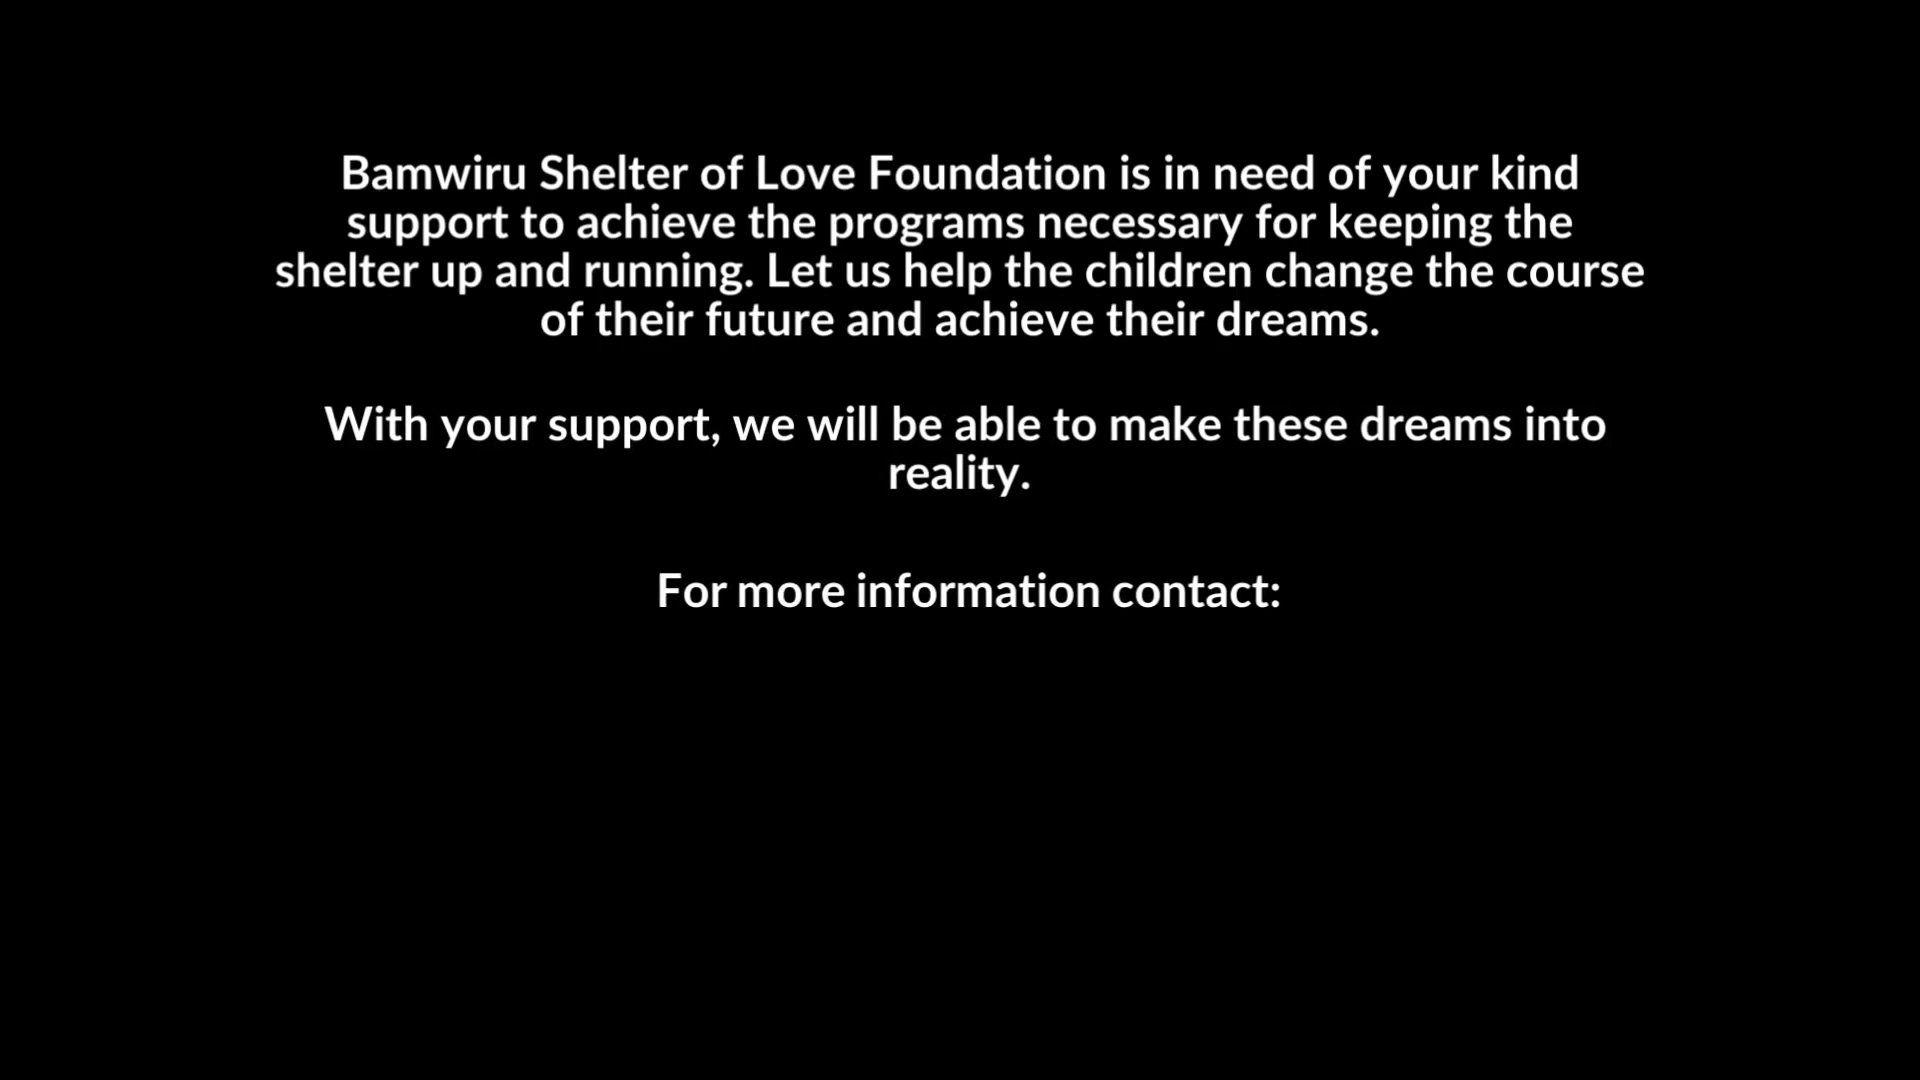 Bamwiru Shelter of Love Foundation is in need of your kind
support to achieve the programs necessary for keeping the
shelter up and running. Let us help the children change the course
of their future and achieve their dreams.
With your support, we will be able to make these dreams into
reality.
For more information contact: